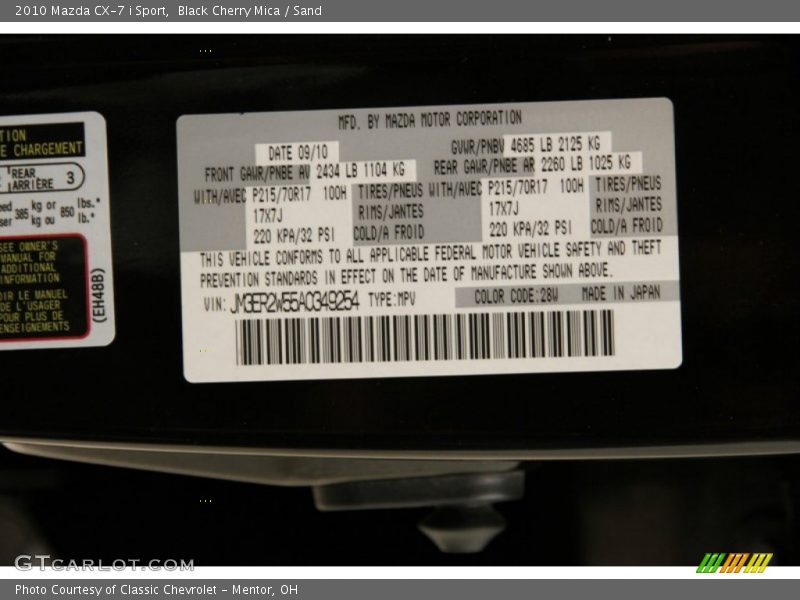 2010 Mazda CX-7 i Sport, Black Cherry Mica / Sand
TION
E CHARGEMENT
REAR
ARRIÈRE 3
385 kg or 850 lbs.*
kg ou lb.*
SEE OWNER'S
MANUAL FOR
ADDITIONAL
INFORMATION
LE MANUEL
DE L'USAGER
POUR PLUS DE
(EH48B)
MFD. BY MAZDA MOTOR CORPORATION
DATE 09/10 GVWR/PNBV 4685 LB 2125 KG
FRONT GAWR/PNBE AV 2434 LB 1104 KG REAR GAWR/PNBE AR 2260 LB 1025 KG
WITH/AVEC P215/70R17 100H TIRES/PNEUS WITH/AVEC P215/70R17 100H TIRES/PNEUS
17X7J RIMS/JANTES 17X7J RIMS/JANTES
220 KPA/32 PSI COLD/A FROID 220 KPA/32 PSI COLD/A FROID
THIS VEHICLE CONFORMS TO ALL APPLICABLE FEDERAL MOTOR VEHICLE SAFETY AND THEFT
PREVENTION STANDARDS IN EFFECT ON THE DATE OF MANUFACTURE SHOWN ABOVE.
VIN: JM3ER2W55A0349254 TYPE:MPV COLOR CODE:28W MADE IN JAPAN
GTCARLOT.COM
Photo Courtesy of Classic Chevrolet - Mentor, OH